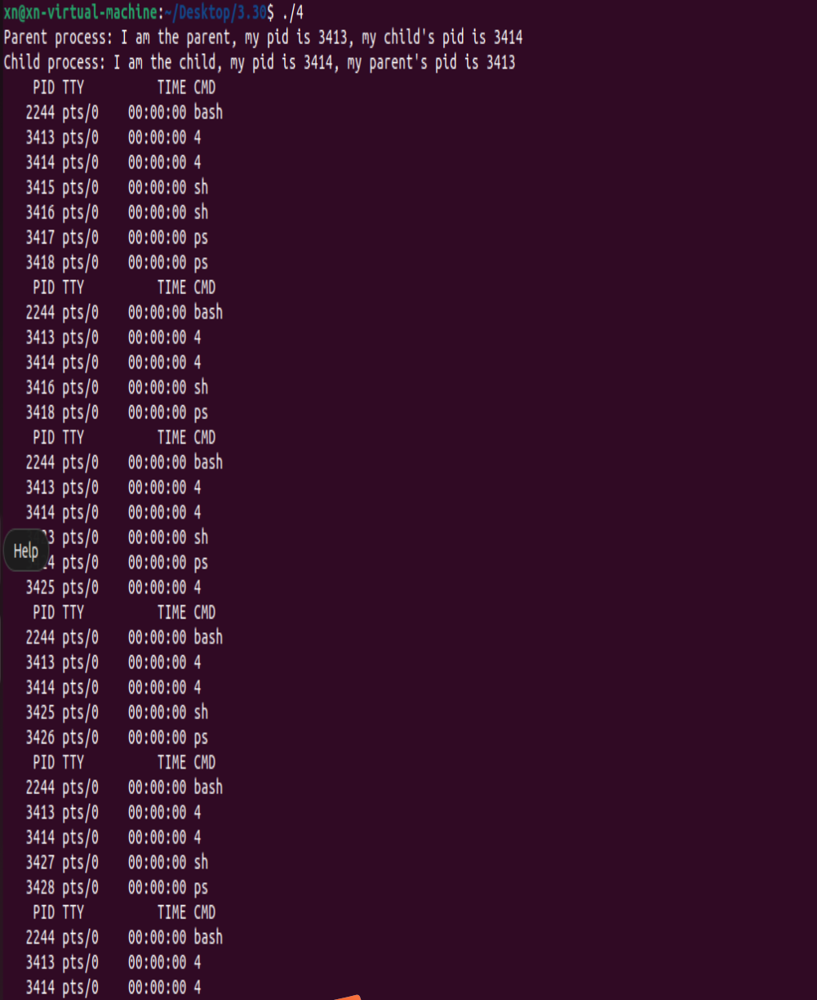 xn@xn-virtual-machine:~/Desktop/3.30$ ./4
Parent process: I am the parent, my pid is 3413, my child's pid is 3414
Child process: I am the child, my pid is 3414, my parent's pid is 3413
PID TTY TIME CMD
2244 pts/0 00:00:00 bash
3413 pts/0 00:00:00 4
3414 pts/0 00:00:00 4
3415 pts/0 00:00:00 sh
3416 pts/0 00:00:00 sh
3417 pts/0 00:00:00 ps
3418 pts/0 00:00:00 ps
PID TTY TIME CMD
2244 pts/0 00:00:00 bash
3413 pts/0 00:00:00 4
3414 pts/0 00:00:00 4
3416 pts/0 00:00:00 sh
3418 pts/0 00:00:00 ps
PID TTY TIME CMD
2244 pts/0 00:00:00 bash
3413 pts/0 00:00:00 4
3414 pts/0 00:00:00 4
pts/0 00:00:00 sh
Help
pts/0 00:00:00 ps
3425 pts/0 00:00:00 4
PID TTY TIME CMD
2244 pts/0 00:00:00 bash
3413 pts/0 00:00:00 4
3414 pts/0 00:00:00 4
3425 pts/0 00:00:00 sh
3426 pts/0 00:00:00 ps
PID TTY TIME CMD
2244 pts/0 00:00:00 bash
3413 pts/0 00:00:00 4
3414 pts/0 00:00:00 4
3427 pts/0 00:00:00 sh
3428 pts/0 00:00:00 ps
PID TTY TIME CMD
2244 pts/0 00:00:00 bash
3413 pts/0 00:00:00 4
3414 pts/0 00:00:00 4